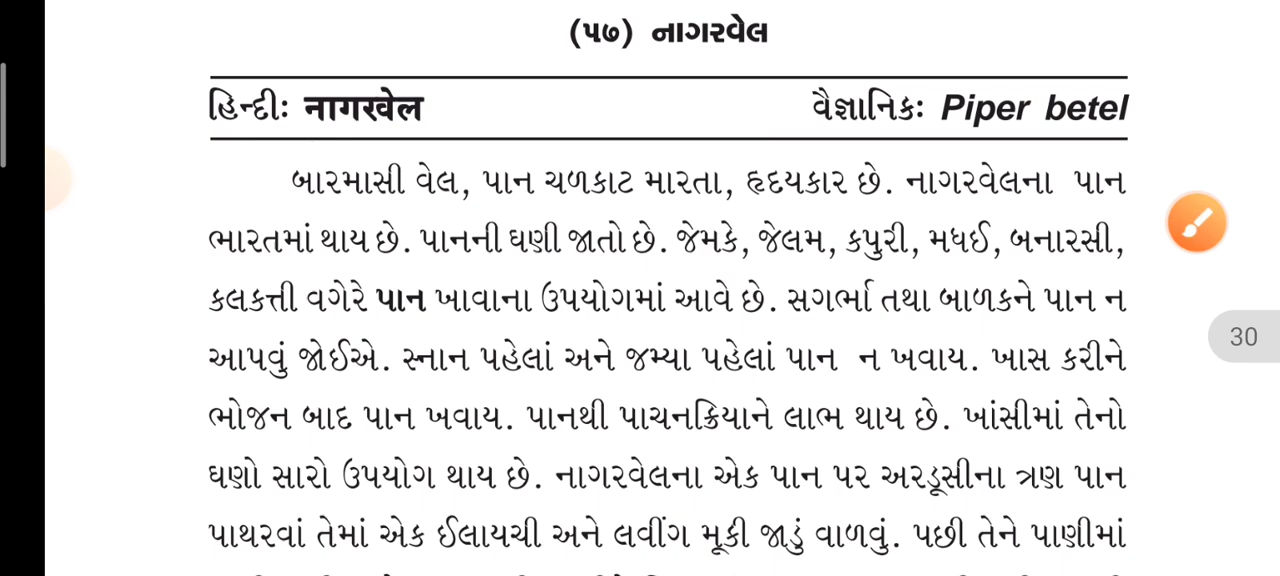 (૫૭) નાગરવેલ
હિન્દીઃ નાગરવેલ વૈજ્ઞાનિકઃ Piper betel
બારમાસી વેલ, પાન ચળકાટ મારતા, હૃદયકાર છે. નાગરવેલના પાન
ભારતમાં થાય છે. પાનની ઘણી જાતો છે. જેમકે, જેલમ, કપુરી, મધઈ, બનારસી,
કલકત્તી વગેરે પાન ખાવાના ઉપયોગમાં આવે છે. સગર્ભા તથા બાળકને પાન ન
આપવું જોઈએ. સ્નાન પહેલાં અને જમ્યા પહેલાં પાન ન ખવાય. ખાસ કરીને
ભોજન બાદ પાન ખવાય. પાનથી પાચનક્રિયાને લાભ થાય છે. ખાંસીમાં તેનો
ઘણો સારો ઉપયોગ થાય છે. નાગરવેલના એક પાન પર અરડૂસીના ત્રણ પાન
પાથરવાં તેમાં એક ઈલાયચી અને લવીંગ મૂકી જાડું વાળવું. પછી તેને પાણીમાં
30